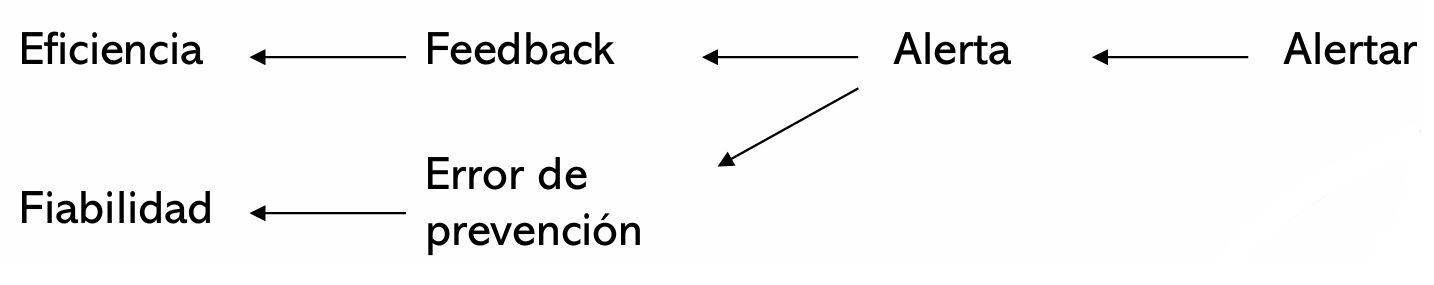 Eficiencia
Feedback
Alerta
Alertar
Fiabilidad
Error de
prevención